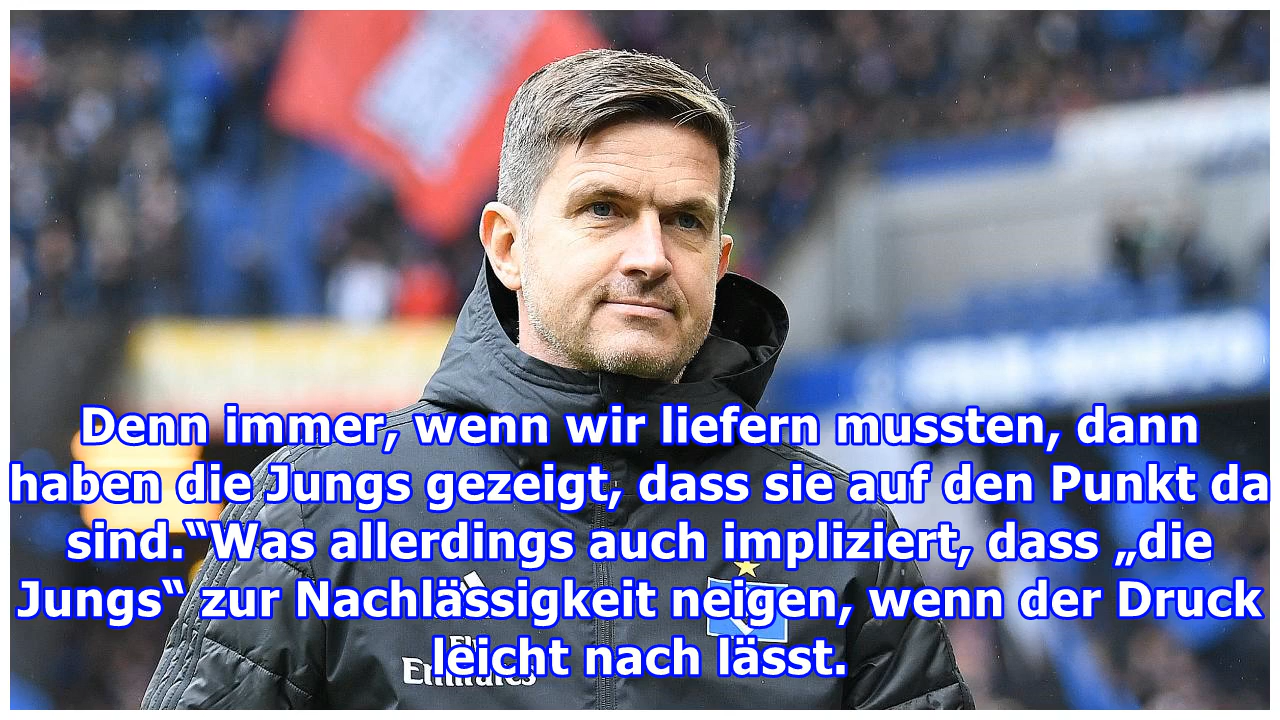 Denn immer, wenn wir liefern mussten, dann
haben die Jungs gezeigt, dass sie auf den Punkt da
sind.“Was allerdings auch impliziert, dass „die
Jungs“ zur Nachlässigkeit neigen, wenn der Druck
leicht nach lässt.
Emirates